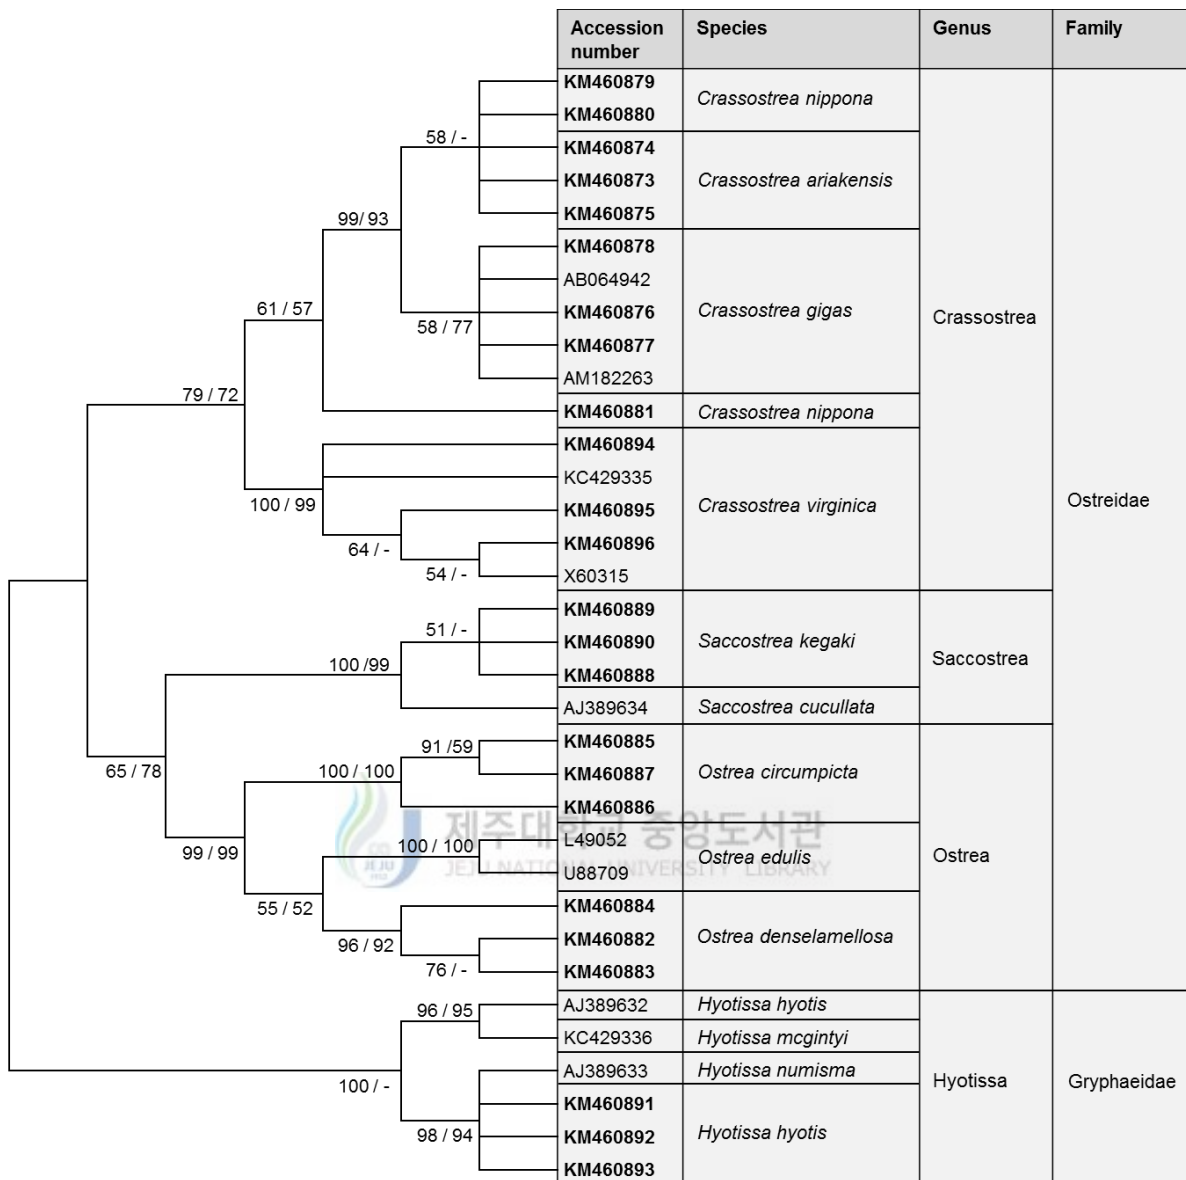 Accession number
Species
Genus
Family
KM460879
Crassostrea nippona
KM460880
58 / -
KM460874
KM460873
Crassostrea ariakensis
KM460875
99/ 93
KM460878
AB064942
61 / 57
KM460876
Crassostrea gigas
Crassostrea
58 / 77
KM460877
AM182263
79 / 72
KM460881
Crassostrea nippona
KM460894
KC429335
100 / 99
KM460895
Crassostrea virginica
Ostreidae
KM460896
64 / -
54 / -
X60315
KM460889
51 / -
KM460890
Saccostrea kegaki
Saccostrea
100 /99
KM460888
AJ389634
Saccostrea cucullata
KM460885
91 /59
65 / 78
100 / 100
KM460887
Ostrea circumpicta
KM460886
제주대학교 중앙도서관
JEJU NATIONAL UNIVERSITY LIBRARY
JEJU
1952
99 / 99
100 / 100
L49052
Ostrea edulis
Ostrea
U88709
55 / 52
KM460884
96 / 92
KM460882
Ostrea denselamellosa
76 / -
KM460883
96 / 95
AJ389632
Hyotissa hyotis
KC429336
Hyotissa mcgintyi
100 / -
AJ389633
Hyotissa numisma
Hyotissa
Gryphaeidae
KM460891
98 / 94
KM460892
Hyotissa hyotis
KM460893